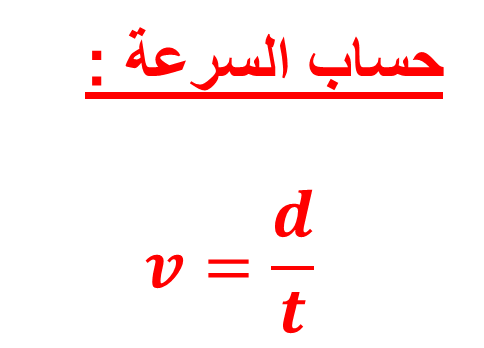 حساب السرعة :
v = d/t